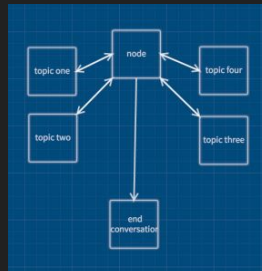 node
topic one
topic four
topic two
topic three
end
conversation